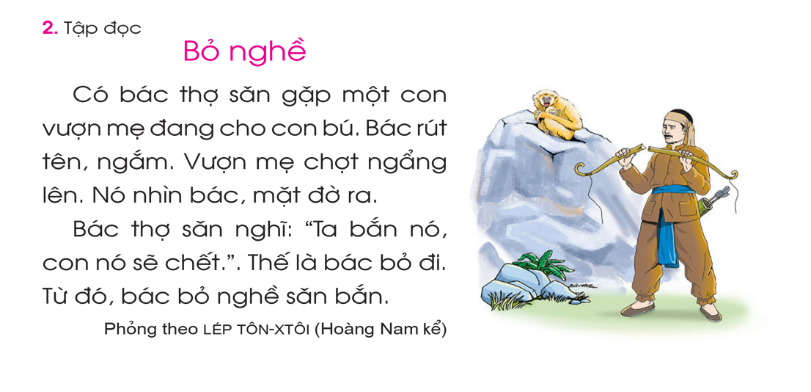 2. Tập đọc
Bỏ nghề
Có bác thợ săn gặp một con
vượn mẹ đang cho con bú. Bác rút
tên, ngắm. Vượn mẹ chợt ngẩng
lên. Nó nhìn bác, mặt đờ ra.
Bác thợ săn nghĩ: “Ta bắn nó,
con nó sẽ chết.”. Thế là bác bỏ đi.
Từ đó, bác bỏ nghề săn bắn.
Phỏng theo LÉP TÔN-XTÔI (Hoàng Nam kể)